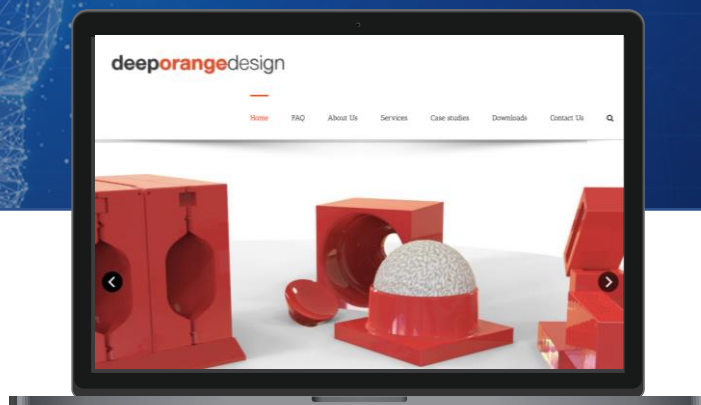 deeporangedesign
Home FAQ About Us Services Case studies Downloads Contact Us